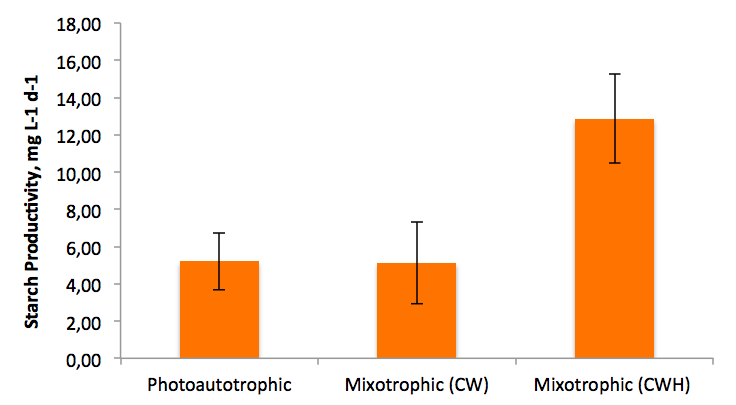 18,00
16,00
14,00
12,00
10,00
8,00
6,00
4,00
2,00
0,00
Starch Productivity, mg L-1 d-1
Photoautotrophic
Mixotrophic (CW)
Mixotrophic (CWH)